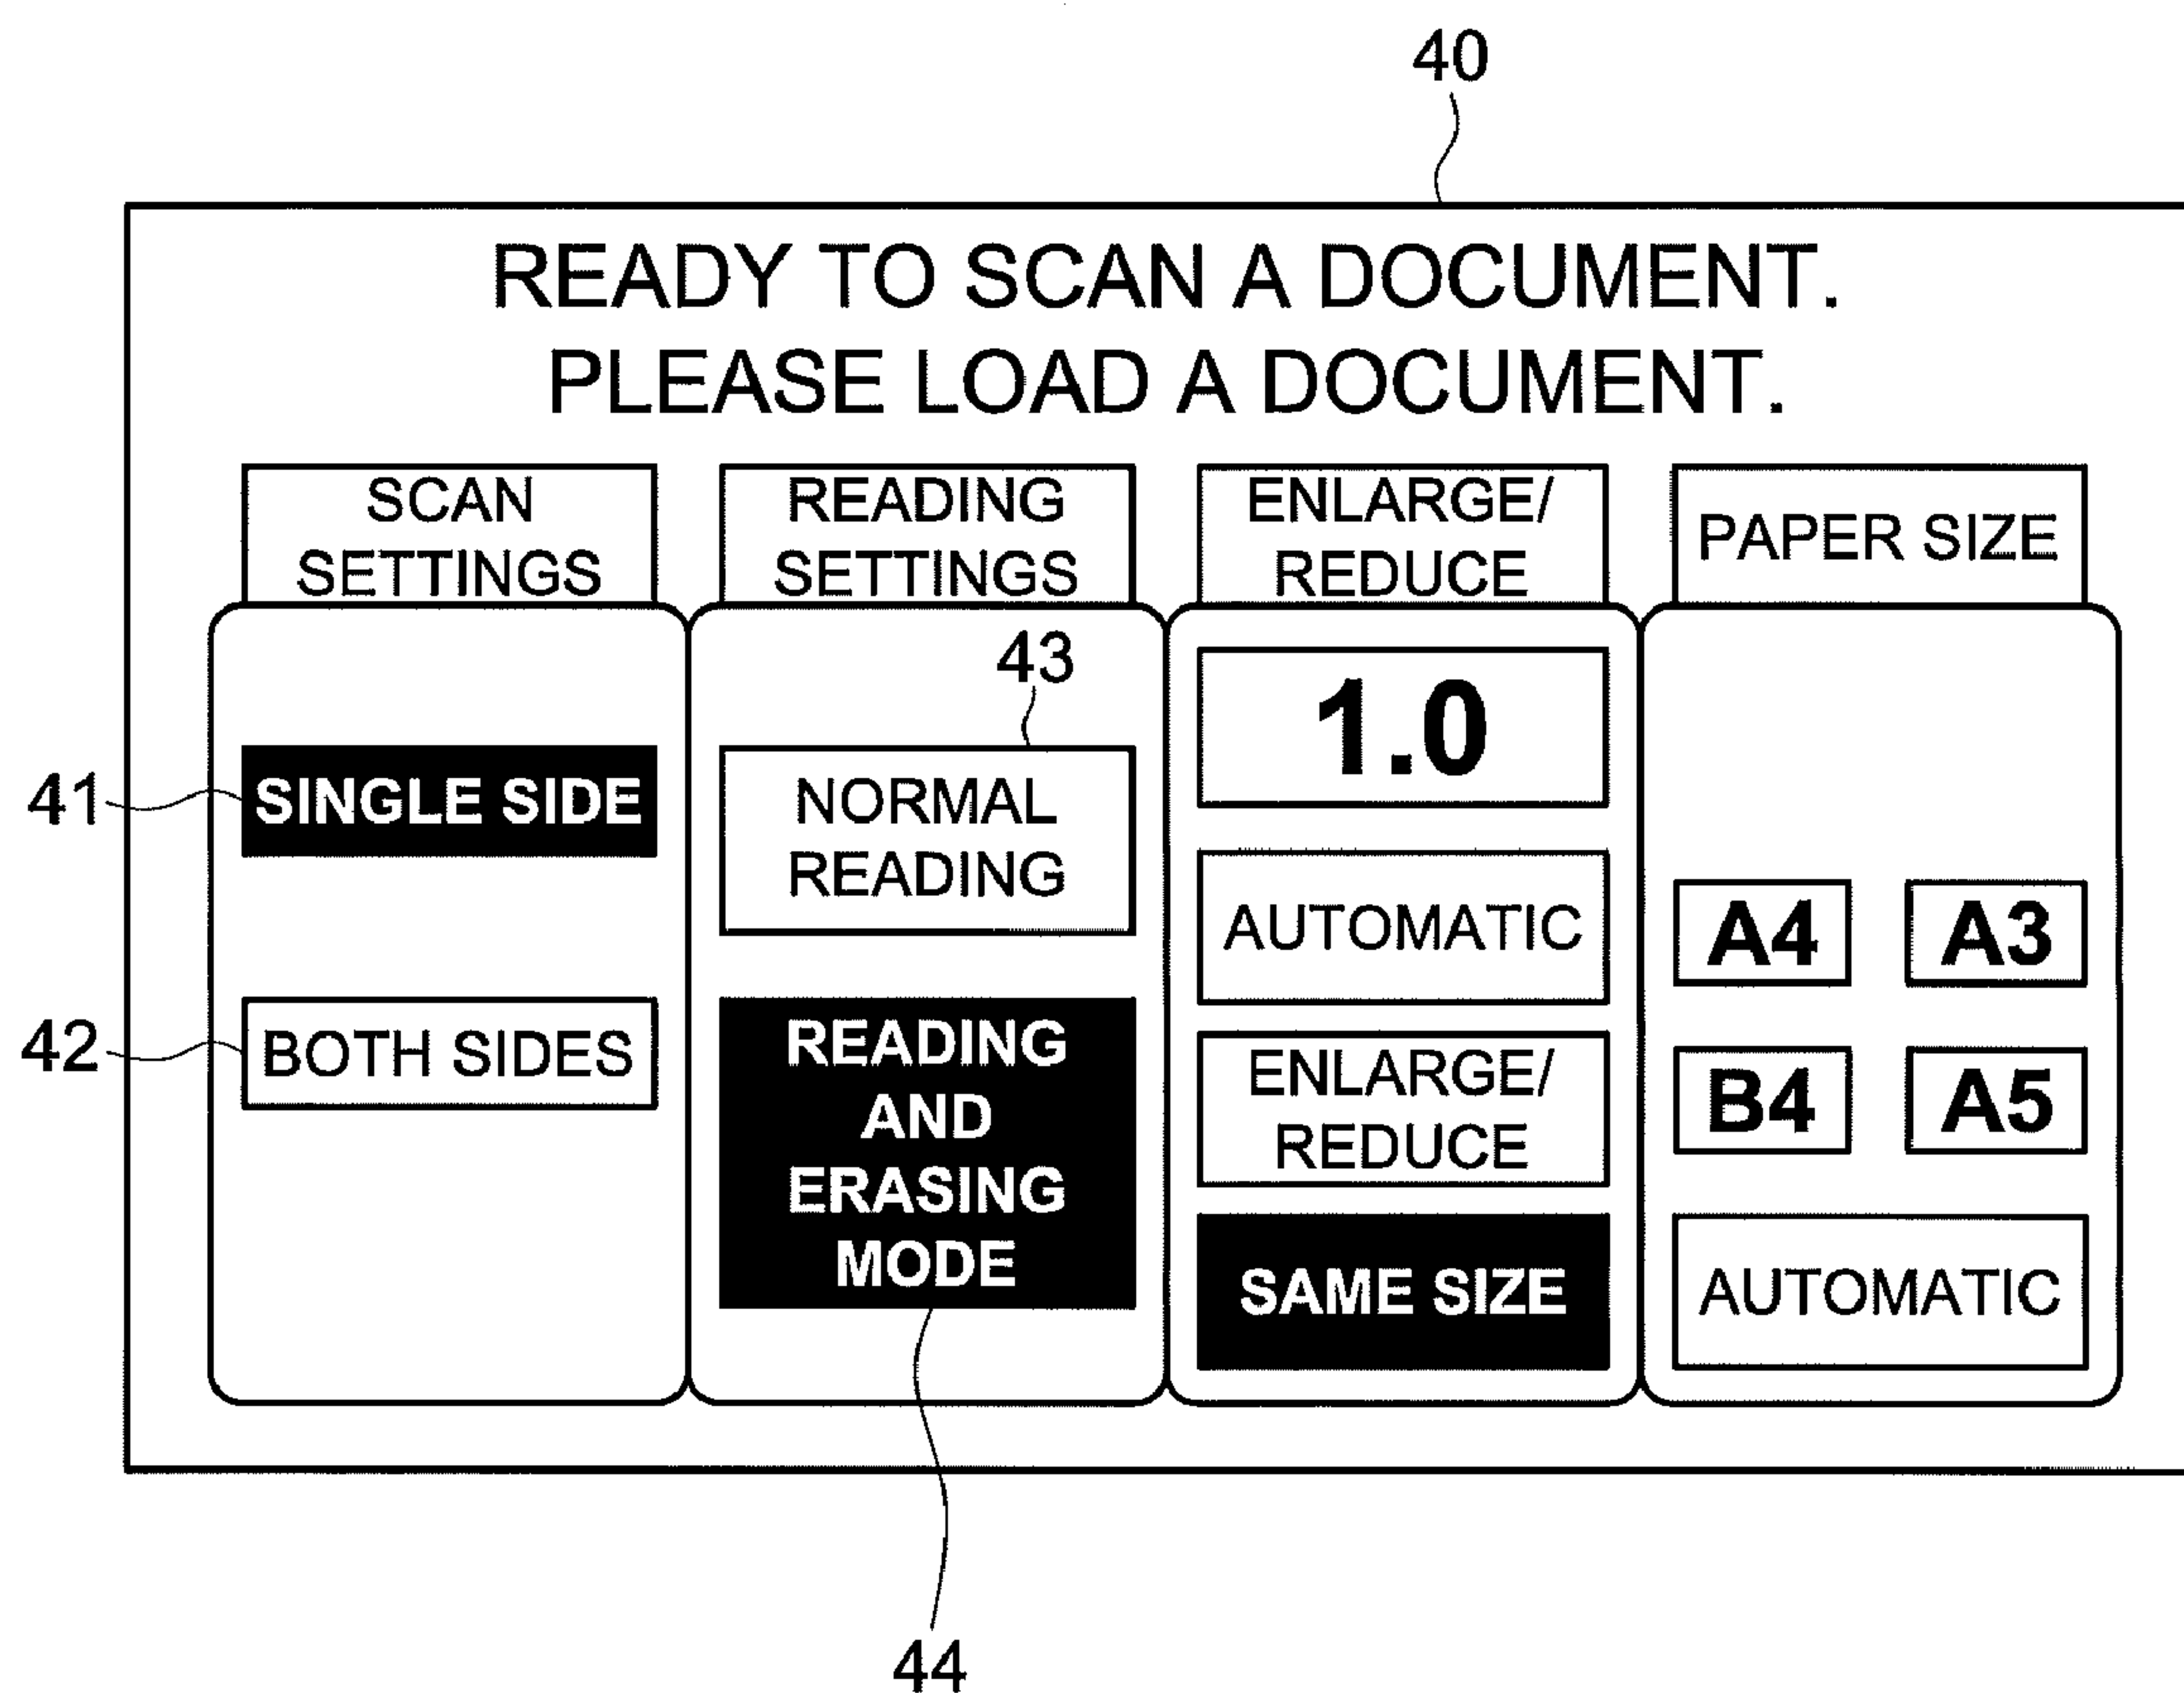 40
READY TO SCAN A DOCUMENT.
PLEASE LOAD A DOCUMENT.
SCAN
SETTINGS
READING
SETTINGS
ENLARGE/
REDUCE
PAPER SIZE
41
SINGLE SIDE
42
BOTH SIDES
43
NORMAL
READING
READING
AND
ERASING
MODE
44
1.0
AUTOMATIC
ENLARGE/
REDUCE
SAME SIZE
A4 A3
B4 A5
AUTOMATIC